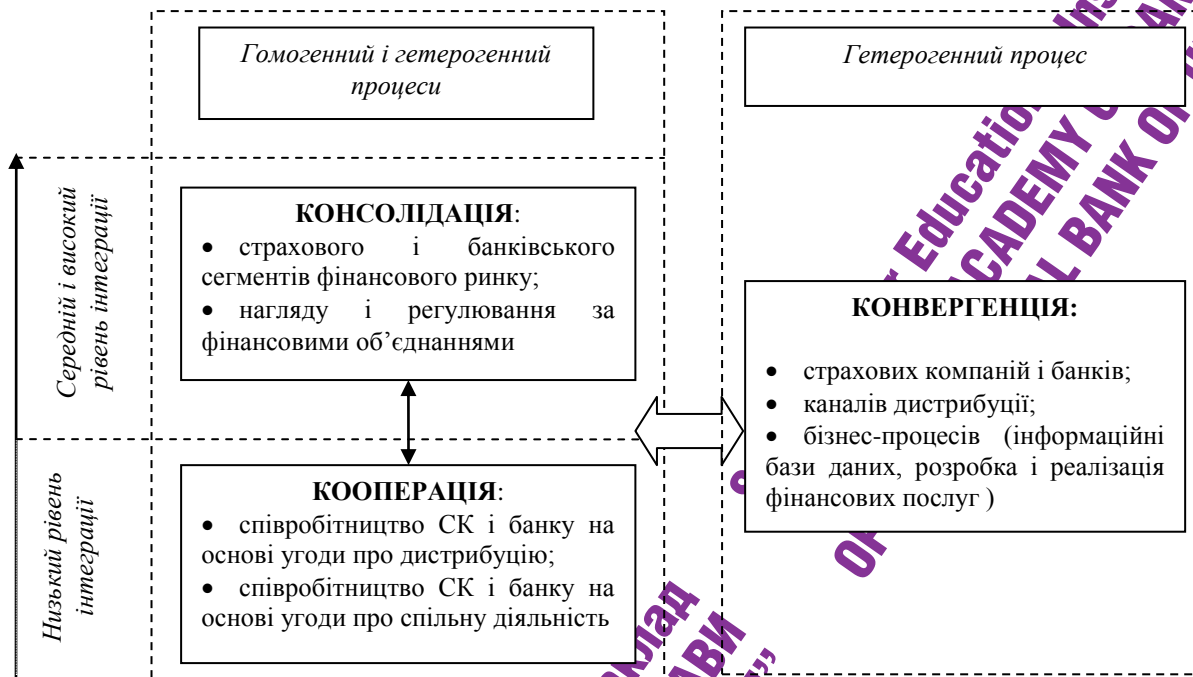 Гомогенний і гетерогенний
процеси
Гетерогенний процес
Середній і високий
рівень інтеграції
КОНСОЛІДАЦІЯ:
• страхового і банківського
сегментів фінансового ринку;
• нагляду і регулювання за
фінансовими об’єднаннями
КОНВЕРГЕНЦІЯ:
• страхових компаній і банків;
• каналів дистрибуції;
• бізнес-процесів (інформаційні
бази даних, розробка і реалізація
фінансових послуг )
Низький рівень
інтеграції
КООПЕРАЦІЯ:
• співробітництво СК і банку на
основі угоди про дистрибуцію;
• співробітництво СК і банку на
основі угоди про спільну діяльність
Education
ACADEMY
BANK